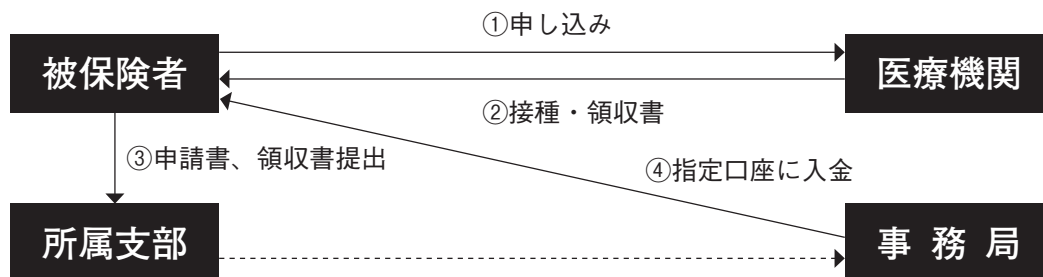 ①申し込み
被保険者
医療機関
②接種・領収書
③申請書、領収書提出
④指定口座に入金
所属支部
事務局